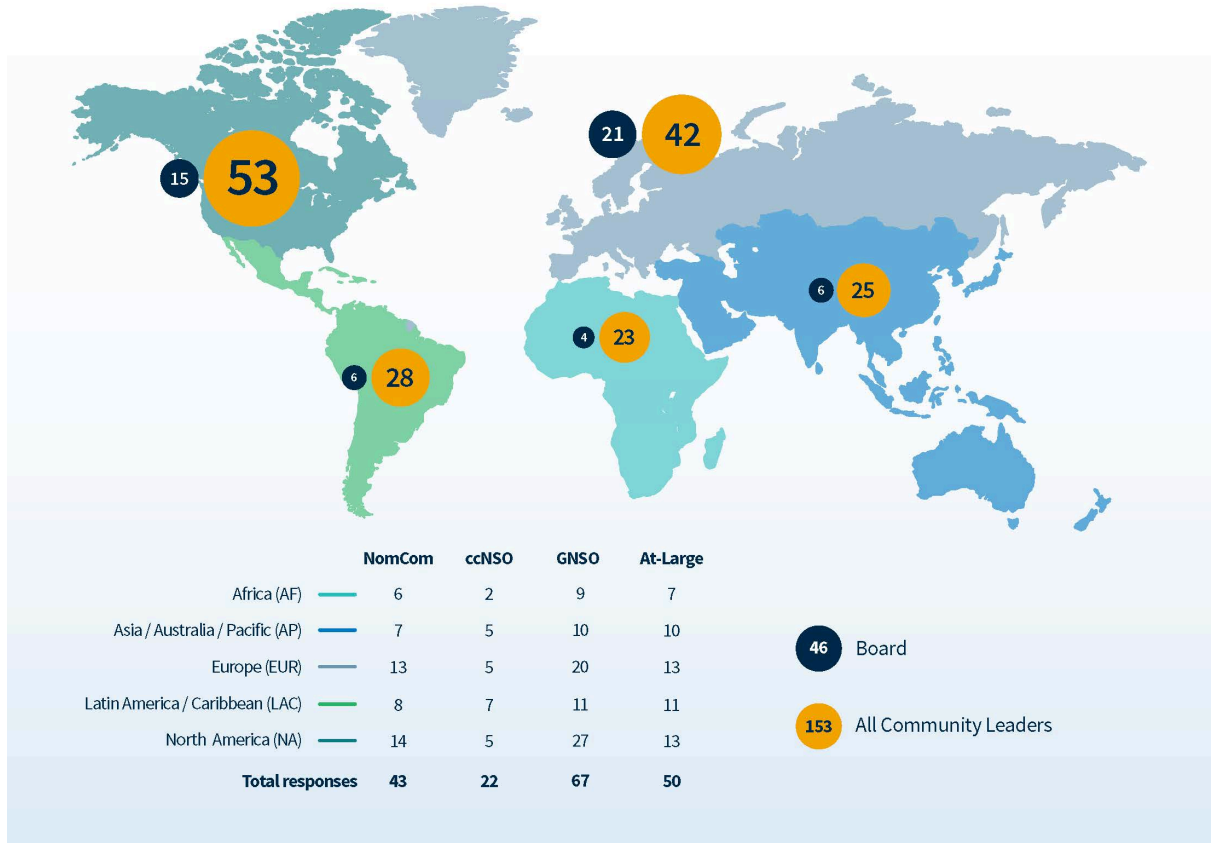 21 42
15 53
6 25
4 23
6 28
NomCom ccNSO GNSO At-Large
Africa (AF) 6 2 9 7
Asia / Australia / Pacific (AP) 7 5 10 10
Europe (EUR) 13 5 20 13
Latin America / Caribbean (LAC) 8 7 11 11
North America (NA) 14 5 27 13
Total responses 43 22 67 50
46 Board
153 All Community Leaders